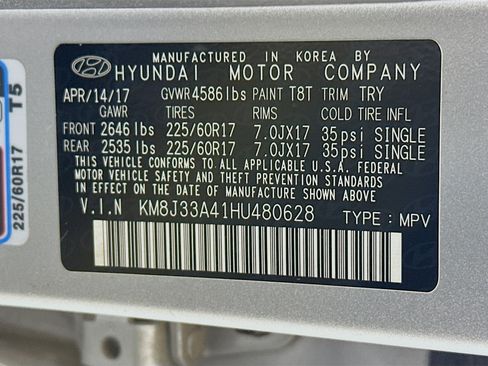 MANUFACTURED IN KOREA BY
HYUNDAI MOTOR COMPANY
APR/14/17 GVWR 4586 lbs PAINT T8T TRIM TRY
GAWR TIRES RIMS COLD TIRE INFL
FRONT 2646 lbs 225/60R17 7.0JX17 35psi SINGLE
REAR 2535 lbs 225/60R17 7.0JX17 35psi SINGLE
THIS VEHICLE CONFORMS TO ALL APPLICABLE U.S.A. FEDERAL
MOTOR VEHICLE SAFETY AND THEFT PREVENTION STANDARDS
IN EFFECT ON THE DATE OF MANUFACTURE SHOWN ABOVE.
V.I.N KM8J33A41HU480628 TYPE : MPV
225/60R17 T5